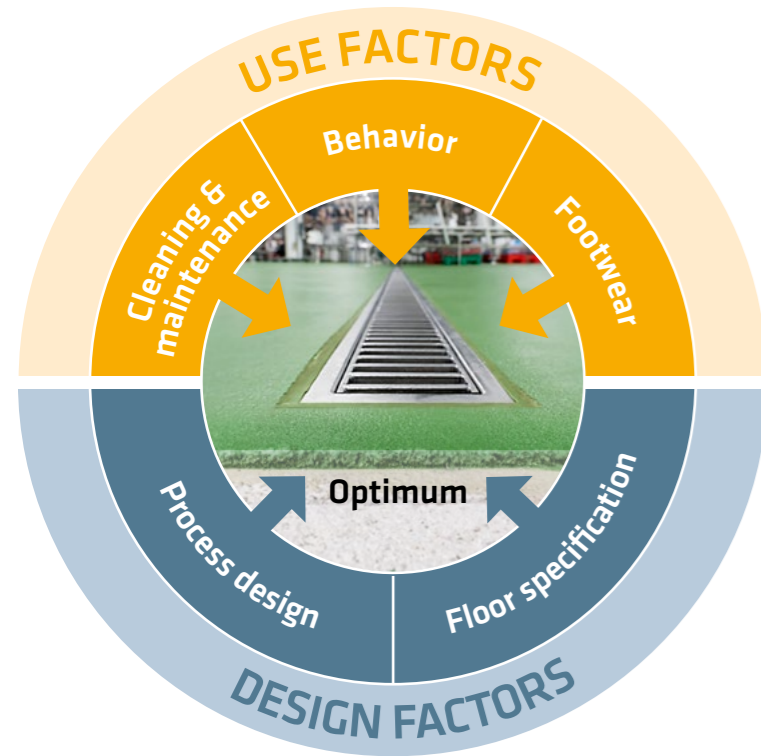 USE FACTORS
Behavior
Cleaning &
maintenance
Footwear
Optimum
Process design
Floor specification
DESIGN FACTORS